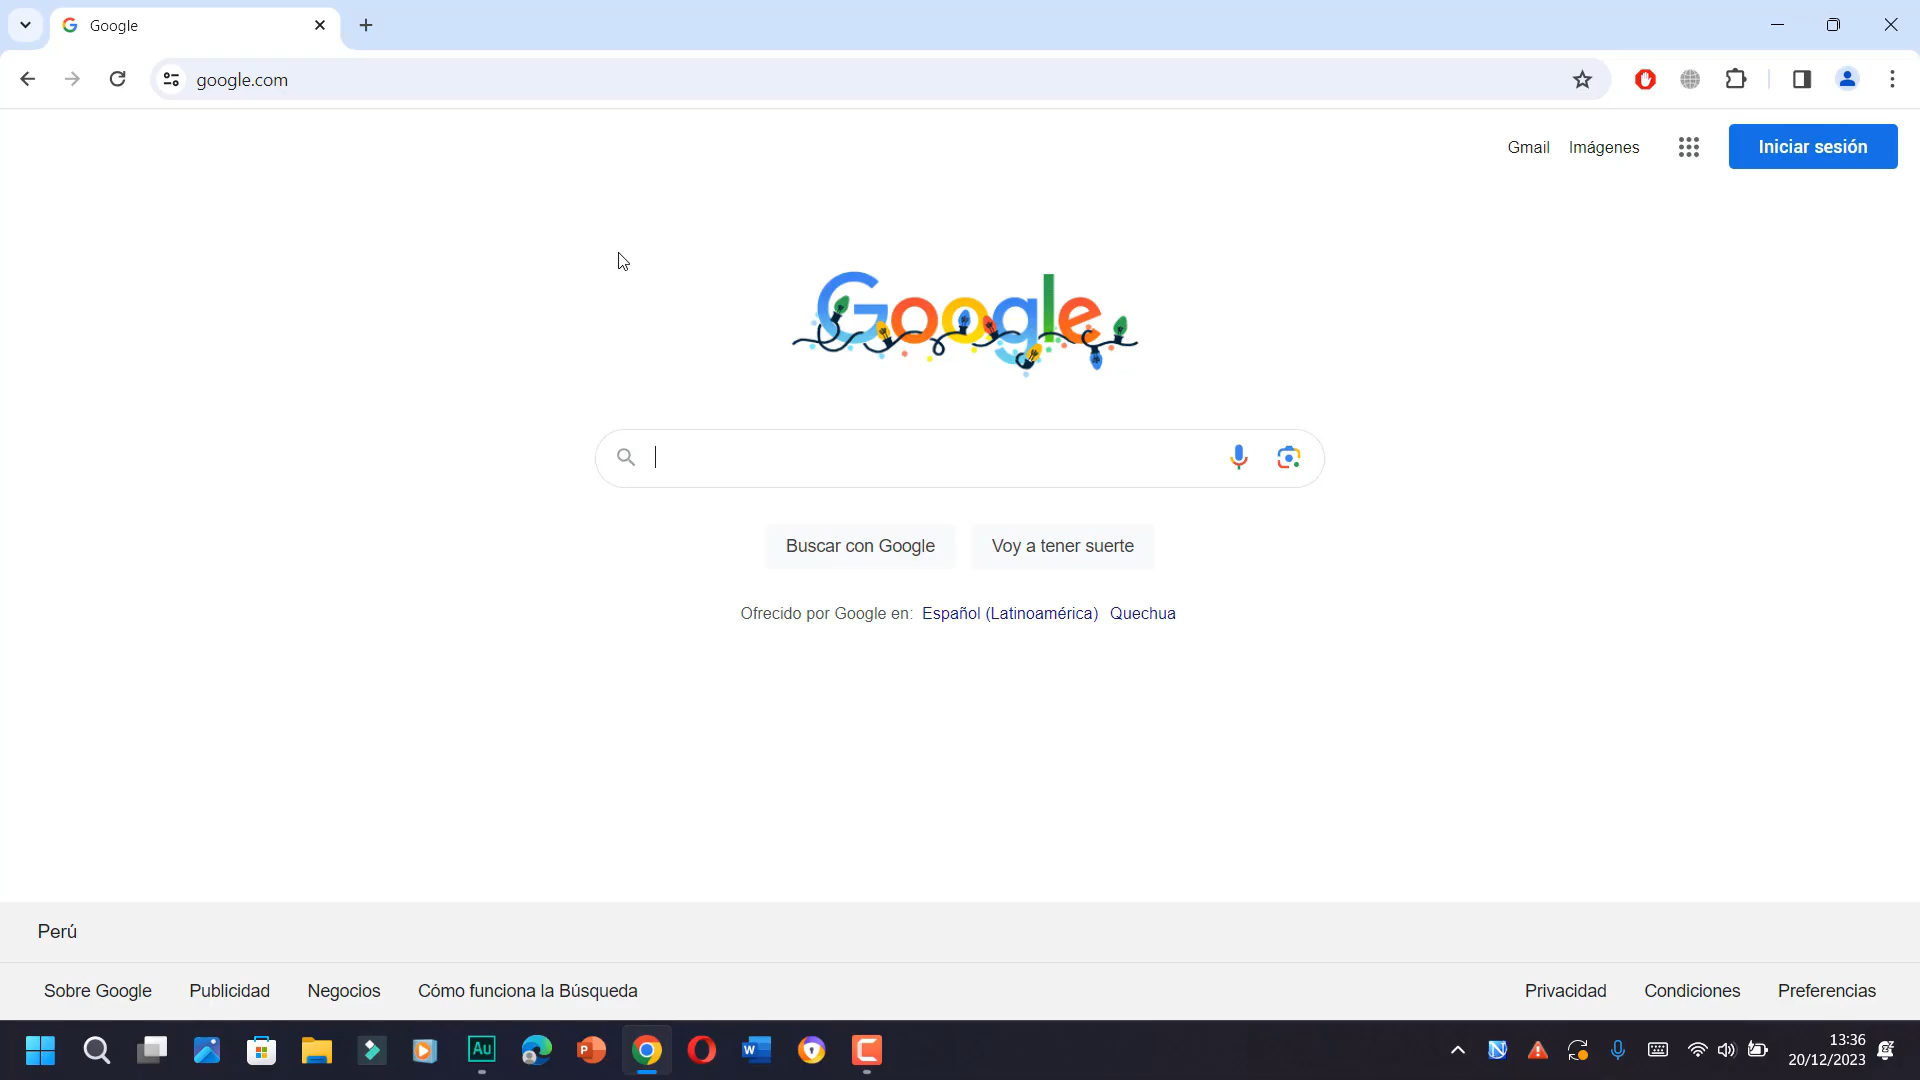 Google
google.com
Gmail Imágenes Iniciar sesión
Google
Buscar con Google Voy a tener suerte
Ofrecido por Google en: Español (Latinoamérica) Quechua
Perú
Sobre Google Publicidad Negocios Cómo funciona la Búsqueda Privacidad Condiciones Preferencias
Au
13:36
20/12/2023